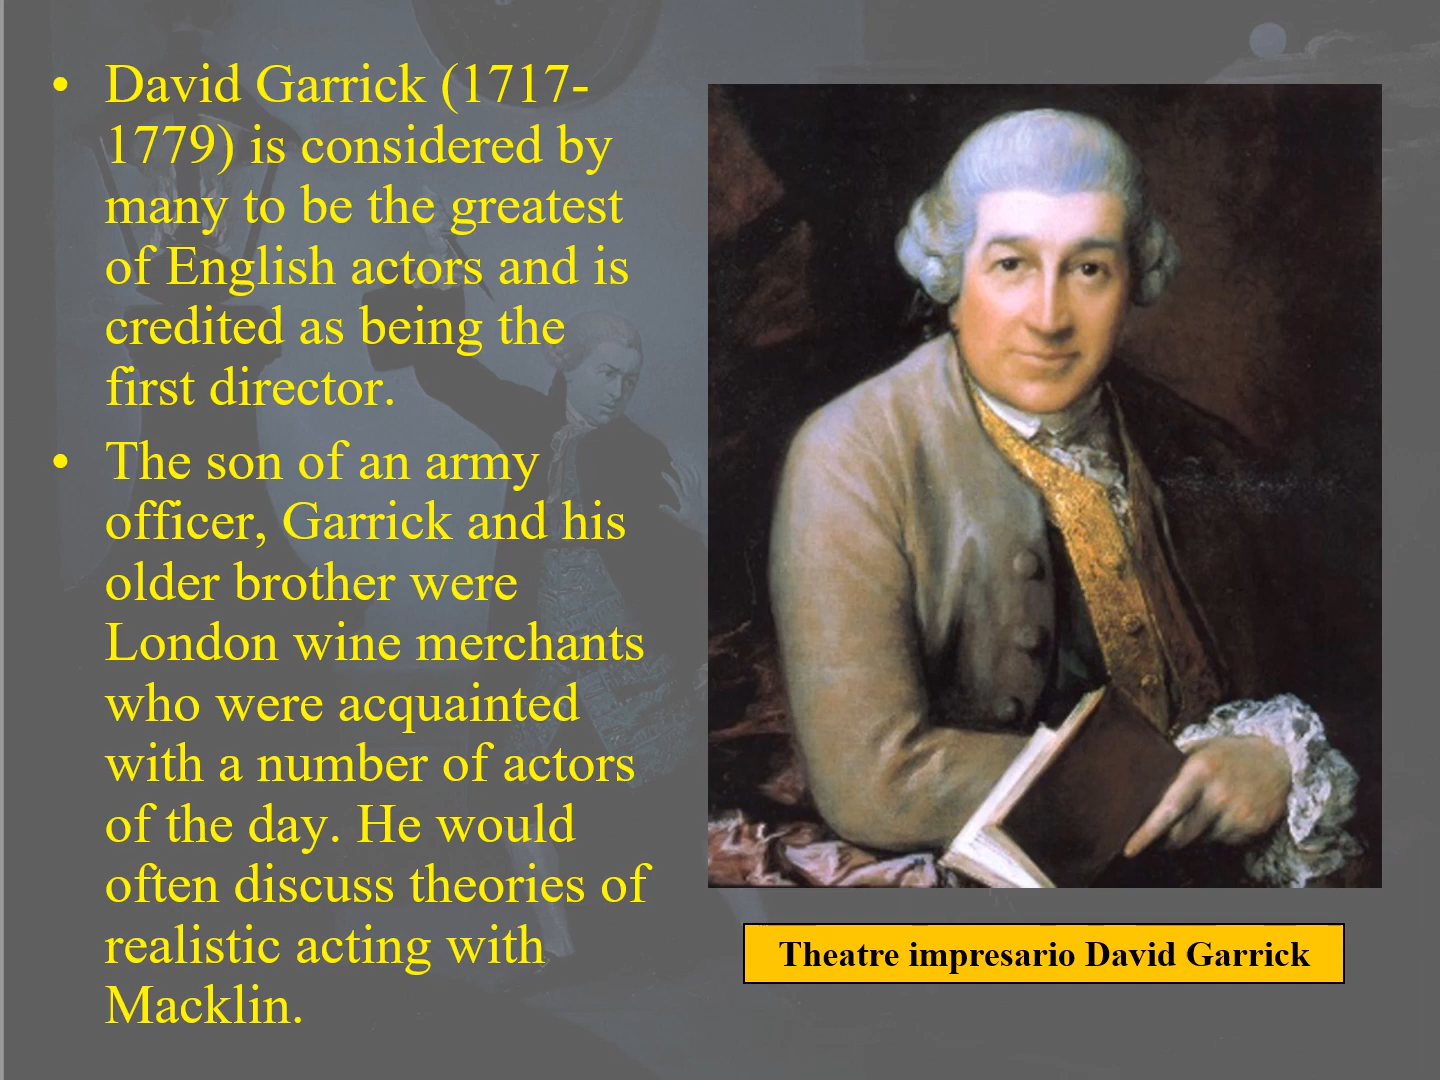 • David Garrick (1717-
1779) is considered by
many to be the greatest
of English actors and is
credited as being the
first director.
• The son of an army
officer, Garrick and his
older brother were
London wine merchants
who were acquainted
with a number of actors
of the day. He would
often discuss theories of
realistic acting with
Macklin.
Theatre impresario David Garrick